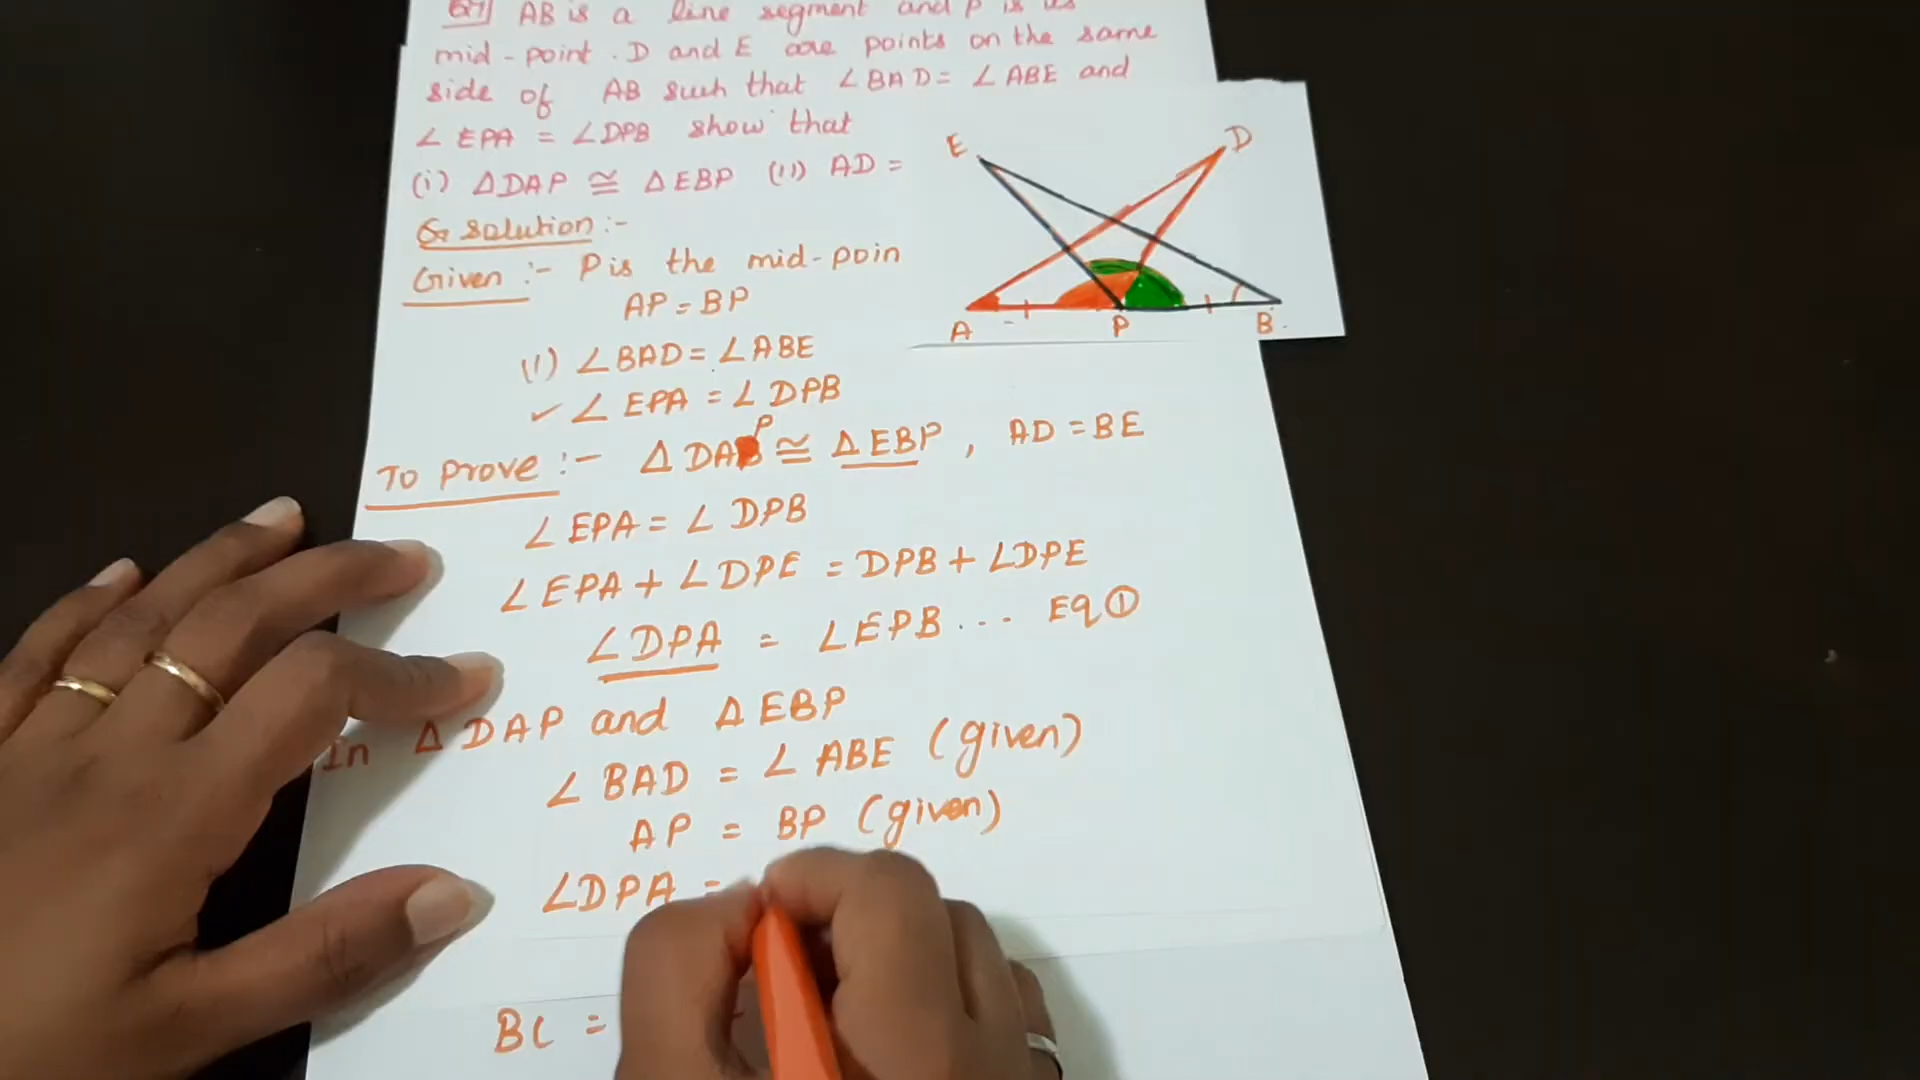 Q7 AB is a line segment and P is its
mid-point. D and E are points on the same
side of AB such that ∠BAD = ∠ABE and
∠EPA = ∠DPB show that
(i) ΔDAP ≅ ΔEBP (ii) AD =
solution :-
Given :- P is the mid-poin
AP = BP
(i) ∠BAD = ∠ABE
✓ ∠EPA = ∠DPB
To prove :- ΔDAP ≅ ΔEBP, AD = BE
∠EPA = ∠DPB
∠EPA + ∠DPE = DPB + ∠DPE
∠DPA = ∠EPB ... Eq ①
In ΔDAP and ΔEBP
∠BAD = ∠ABE (given)
AP = BP (given)
∠DPA =
BC =
E
D
A
P
B